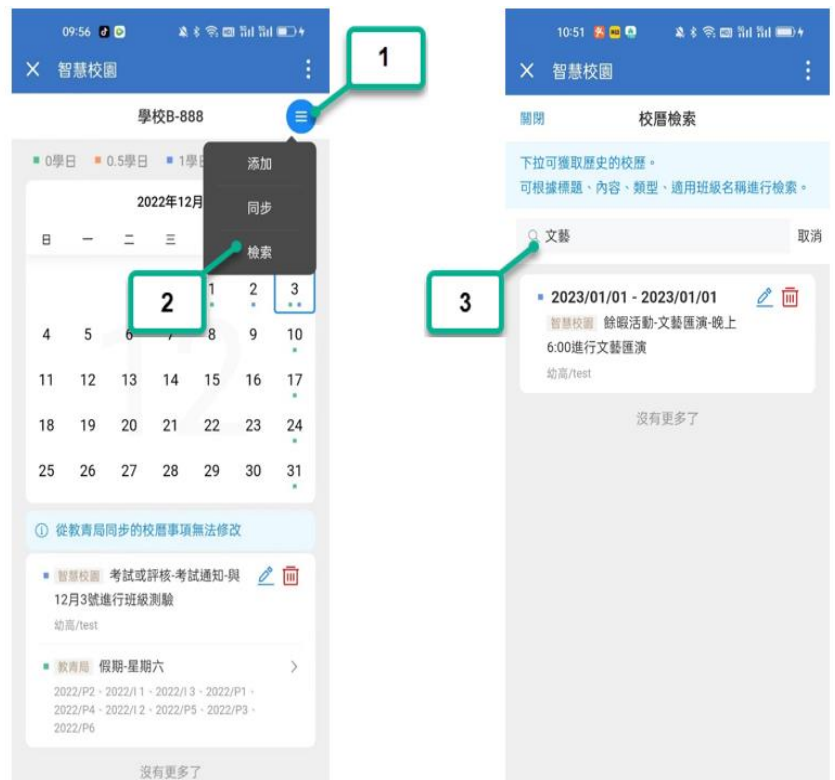 09:56
智慧校園
1
學校B-888
0學日 0.5學日 1學
添加
2022年12月
同步
日 一 二 三
檢索
2
1 2 3
4 5 6 7 8 9 10
11 12 13 14 15 16 17
18 19 20 21 22 23 24
25 26 27 28 29 30 31
從教青局同步的校曆事項無法修改
智慧校園 考試或評核-考試通知-與
12月3號進行班級測驗
幼高/test
教青局 假期-星期六
2022/P2、2022/I1、2022/I3、2022/P1、
2022/P4、2022/I2、2022/P5、2022/P3、
2022/P6
沒有更多了
10:51
智慧校園
關閉 校曆檢索
下拉可獲取歷史的校歷。
可根據標題、內容、類型、適用班級名稱進行檢索。
文藝 取消
3
2023/01/01 - 2023/01/01
智慧校園 餘暇活動-文藝匯演-晚上
6:00進行文藝匯演
幼高/test
沒有更多了